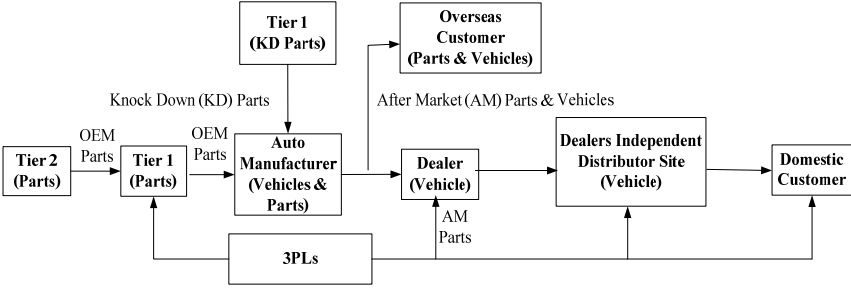 Tier 1
(KD Parts)
Overseas
Customer
(Parts & Vehicles)
Knock Down (KD) Parts
After Market (AM) Parts & Vehicles
OEM
Parts
OEM
Parts
Tier 2
(Parts)
Tier 1
(Parts)
Auto
Manufacturer
(Vehicles &
Parts)
Dealer
(Vehicle)
Dealers Independent
Distributor Site
(Vehicle)
Domestic
Customer
AM
Parts
3PLs